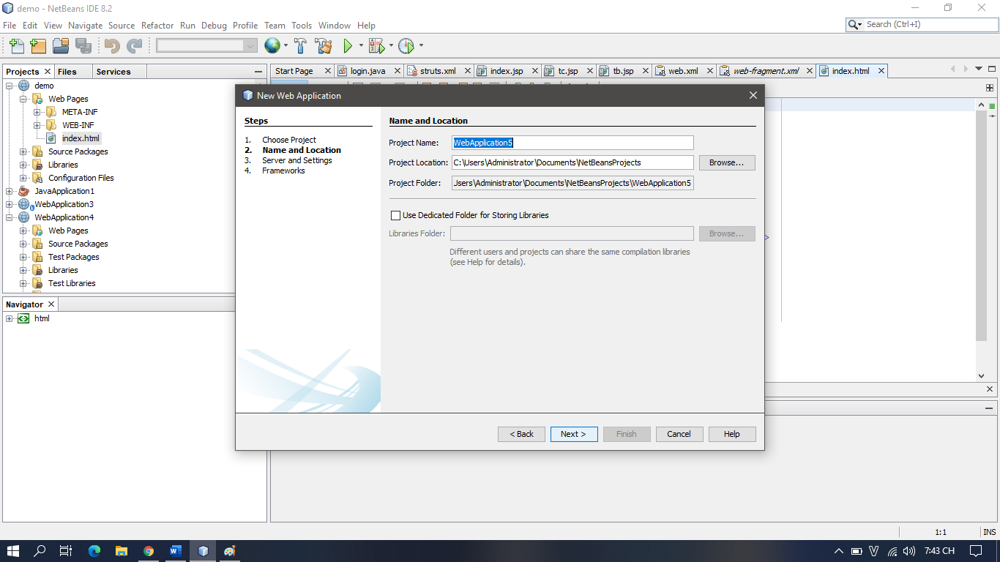 demo - NetBeans IDE 8.2
File Edit View Navigate Source Refactor Run Debug Profile Team Tools Window Help
Search (Ctrl+I)
Projects Files Services
Start Page login.java struts.xml index.jsp tc.jsp tb.jsp web.xml web-fragment.xml index.html
demo
Web Pages
META-INF
WEB-INF
index.html
Source Packages
Libraries
Configuration Files
JavaApplication1
WebApplication3
WebApplication4
Web Pages
Source Packages
Test Packages
Libraries
Test Libraries
Navigator
html
New Web Application
Steps
1. Choose Project
2. Name and Location
3. Server and Settings
4. Frameworks
Name and Location
Project Name: WebApplication5
Project Location: C:\Users\Administrator\Documents\NetBeansProjects Browse...
Project Folder: Jsers\Administrator\Documents\NetBeansProjects\WebApplication5
Use Dedicated Folder for Storing Libraries
Libraries Folder: Browse...
Different users and projects can share the same compilation libraries
(see Help for details).
< Back Next > Finish Cancel Help
>
1:1 INS
7:43 CH